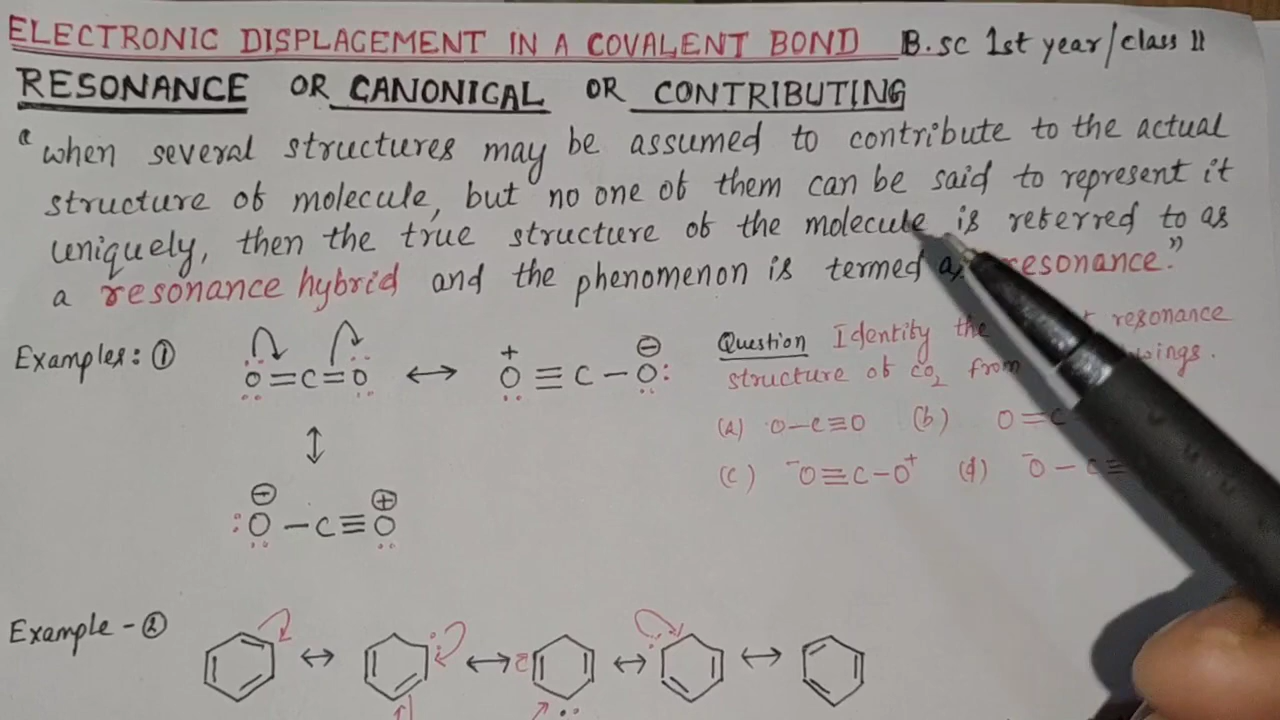 ELECTRONIC DISPLACEMENT IN A COVALENT BOND B.sc 1st year/class 11
RESONANCE OR CANONICAL OR CONTRIBUTING
"when several structures may be assumed to contribute to the actual
structure of molecule, but no one of them can be said to represent it
uniquely, then the true structure of the molecule is referred to as
a resonance hybrid and the phenomenon is termed as resonance."
Examples: ① O=C=O ↔ O⁺≡C–O⊖
↕
⊖O–C≡O⊕
Question Identity the resonance
structure of CO₂ from
(A) O–C≡O (b) O=C
(C) ⁻O≡C–O⁺ (d) ⁻O–C≡
Example-②